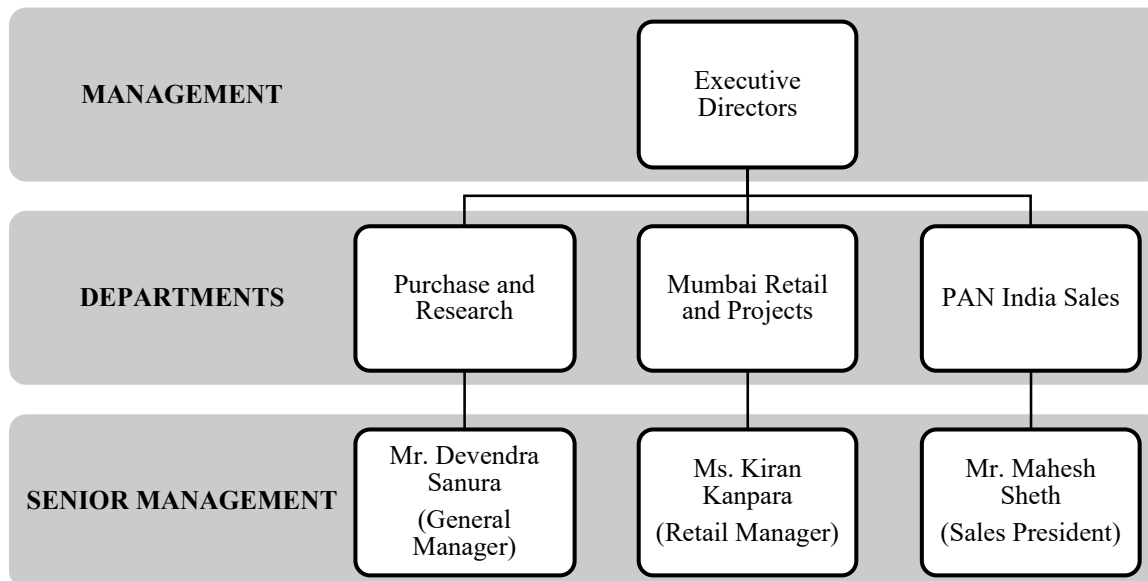 MANAGEMENT
Executive
Directors
DEPARTMENTS
Purchase and
Research
Mumbai Retail
and Projects
PAN India Sales
SENIOR MANAGEMENT
Mr. Devendra
Sanura
(General
Manager)
Ms. Kiran
Kanpara
(Retail Manager)
Mr. Mahesh
Sheth
(Sales President)